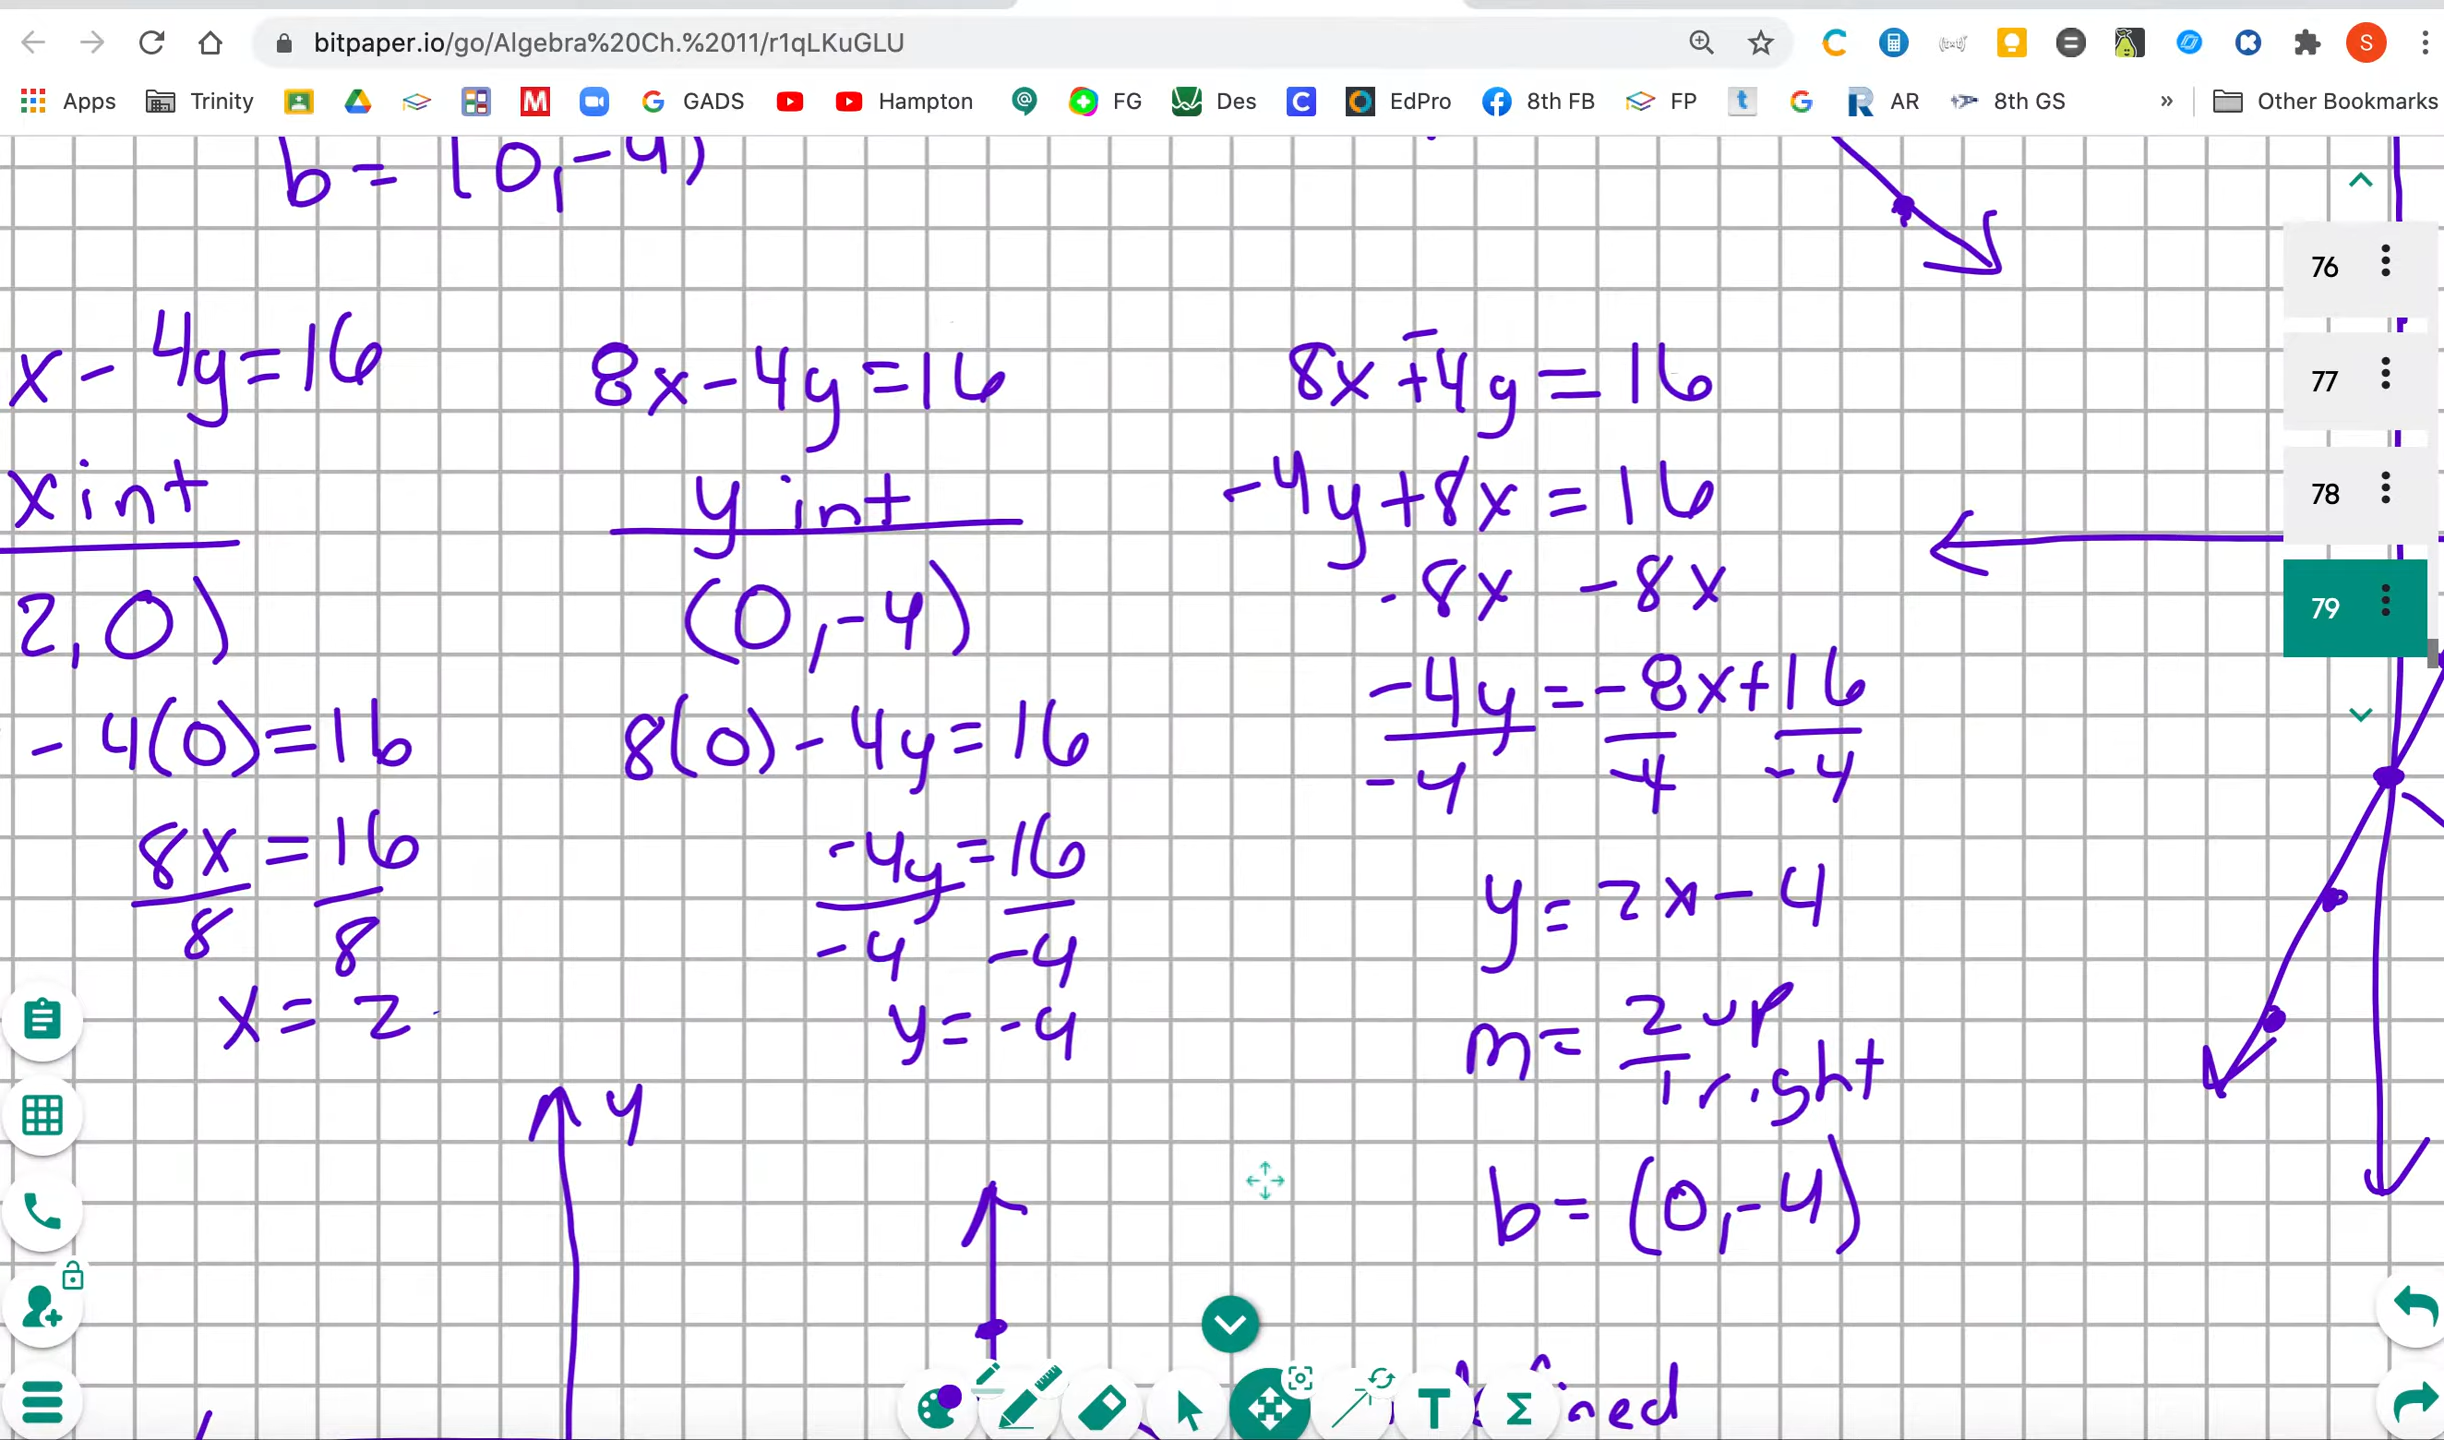 bitpaper.io/go/Algebra%20Ch.%2011/r1qLKuGLU
Apps Trinity GADS Hampton FG Des EdPro 8th FB FP AR 8th GS » Other Bookmarks
b = (0,-4)
x - 4y = 16
x int
2, 0)
- 4(0) = 16
8x = 16
8 8
x = 2
8x - 4y = 16
y int
(0, -4)
8(0) - 4y = 16
-4y = 16
-4 -4
y = -4
8x + -4y = 16
-4y + 8x = 16
-8x -8x
-4y = -8x + 16
-4 -4 -4
y = 2x - 4
m = 2 up
1 right
b = (0, -4)
y
76
77
78
79